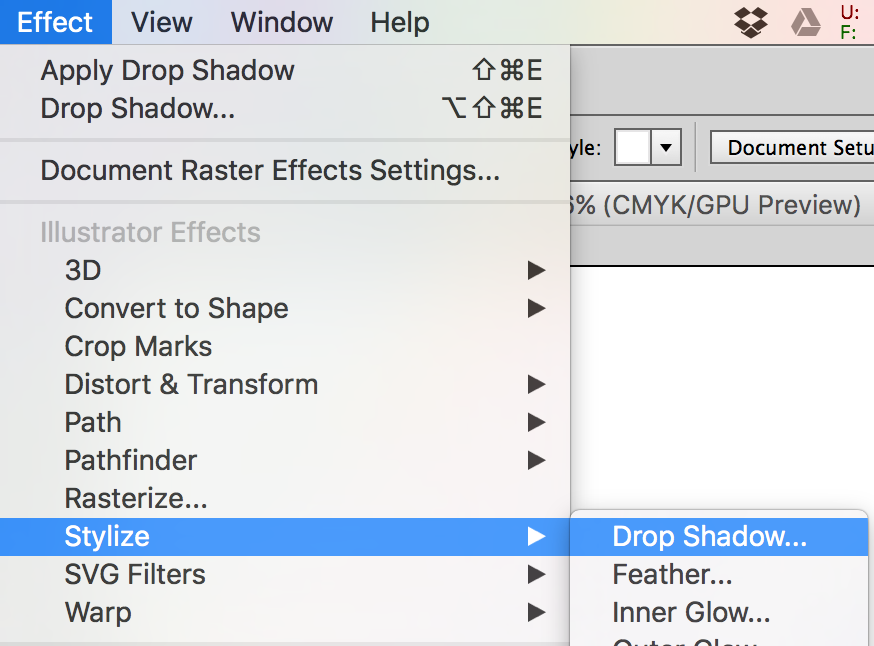 Effect View Window Help U:
F:
Apply Drop Shadow ⇧⌘E
Drop Shadow... ⌥⇧⌘E
Document Raster Effects Settings...
yle: Document Setu
6% (CMYK/GPU Preview)
Illustrator Effects
3D
Convert to Shape
Crop Marks
Distort & Transform
Path
Pathfinder
Rasterize...
Stylize
SVG Filters
Warp
Drop Shadow...
Feather...
Inner Glow...
Outer Glow